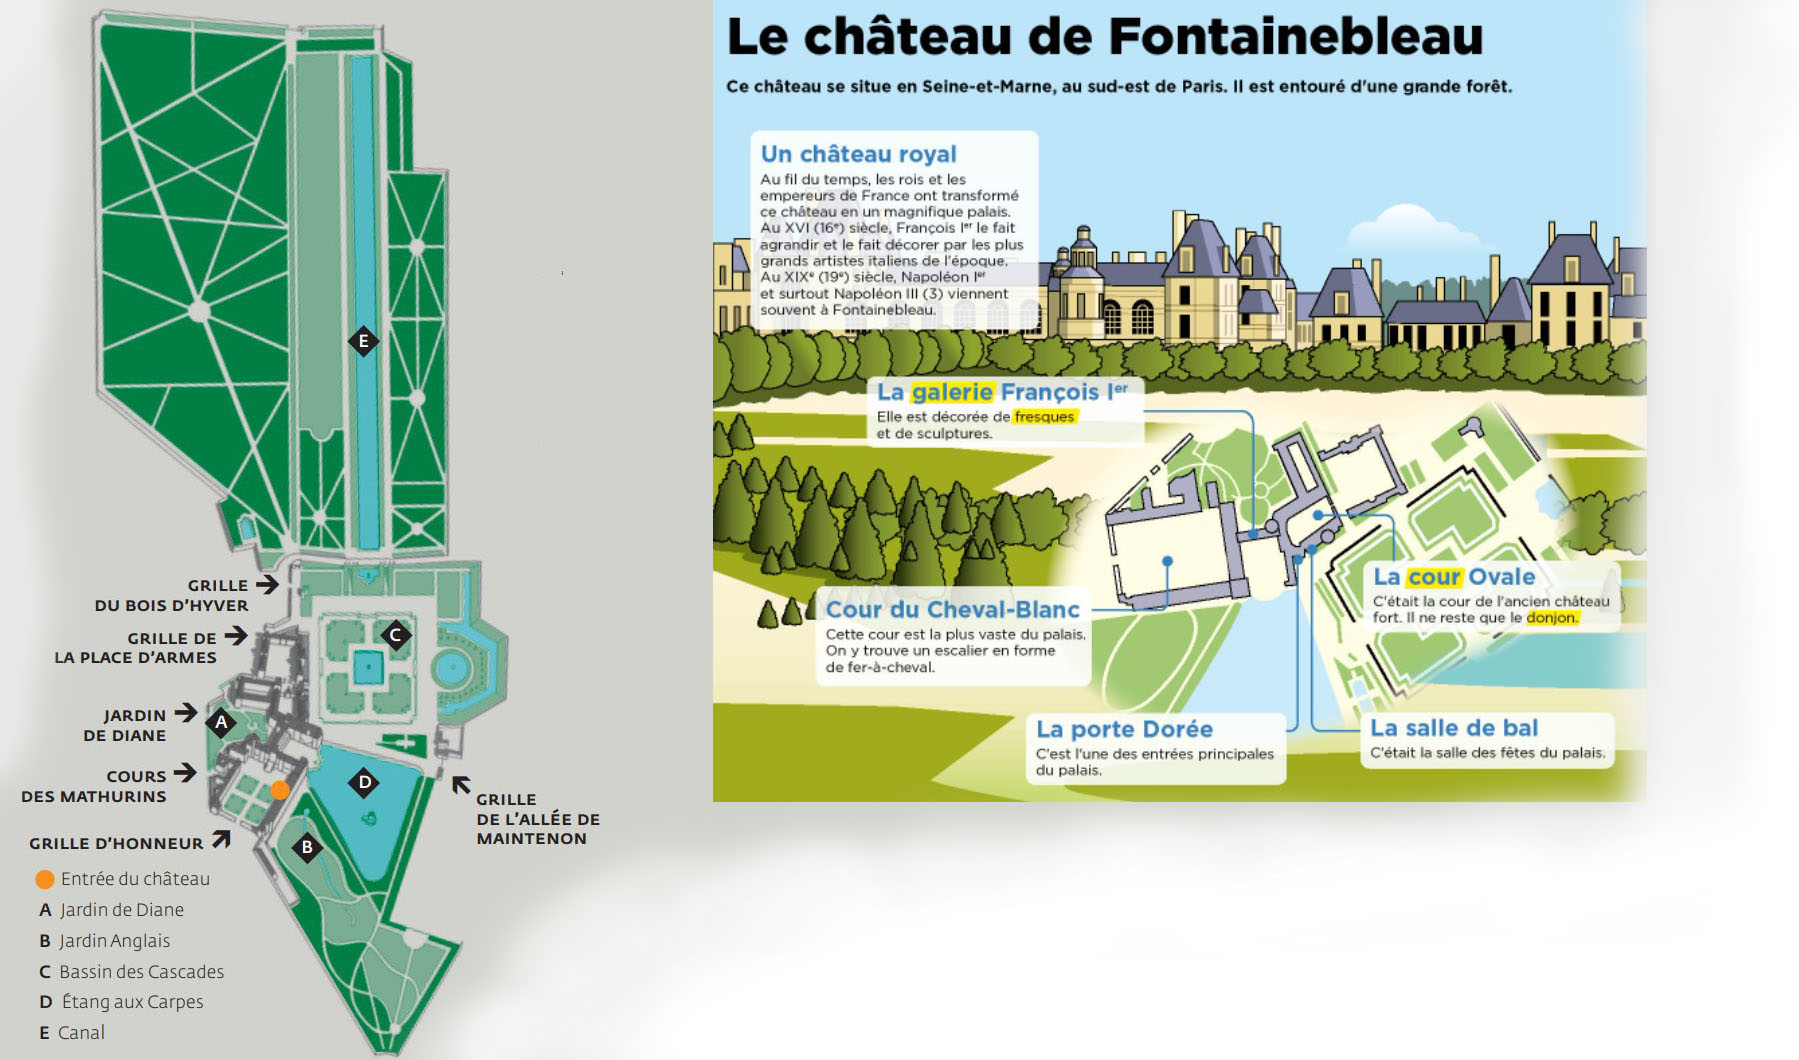 GRILLE
DU BOIS D'HYVER
GRILLE DE
LA PLACE D'ARMES
JARDIN
DE DIANE
COURS
DES MATHURINS
GRILLE D'HONNEUR
GRILLE
DE L'ALLÉE DE
MAINTENON
E
C
A
D
B
Entrée du château
A Jardin de Diane
B Jardin Anglais
C Bassin des Cascades
D Étang aux Carpes
E Canal
Le château de Fontainebleau
Ce château se situe en Seine-et-Marne, au sud-est de Paris. Il est entouré d'une grande forêt.
Un château royal
Au fil du temps, les rois et les
empereurs de France ont transformé
ce château en un magnifique palais.
Au XVI (16e) siècle, François Ier le fait
agrandir et le fait décorer par les plus
grands artistes italiens de l'époque.
Au XIXe (19e) siècle, Napoléon Ier
et surtout Napoléon III (3) viennent
souvent à Fontainebleau.
La galerie François Ier
Elle est décorée de fresques
et de sculptures.
Cour du Cheval-Blanc
Cette cour est la plus vaste du palais.
On y trouve un escalier en forme
de fer-à-cheval.
La cour Ovale
C'était la cour de l'ancien château
fort. Il ne reste que le donjon.
La porte Dorée
C'est l'une des entrées principales
du palais.
La salle de bal
C'était la salle des fêtes du palais.